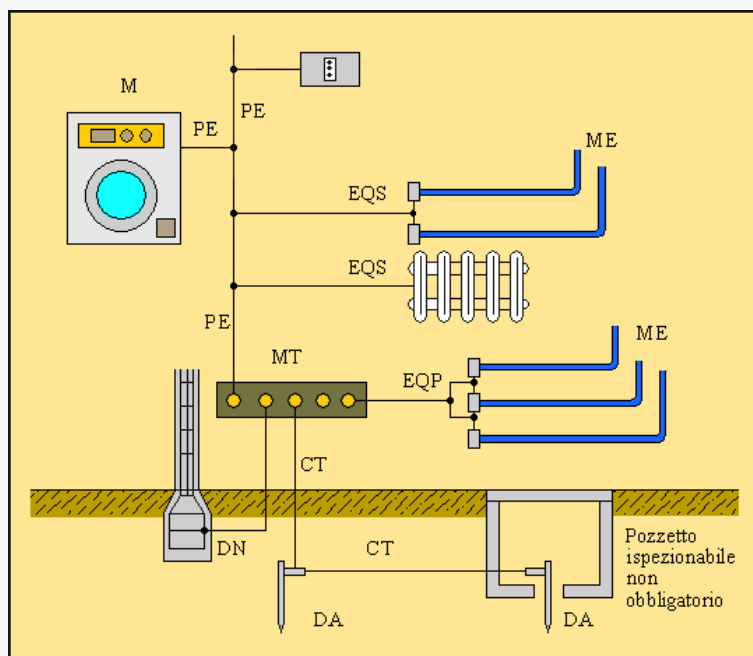 M
PE
PE
ME
EQS
EQS
PE
MT
ME
EQP
CT
DN
CT
Pozzetto
ispezionabile
non
obbligatorio
DA
DA